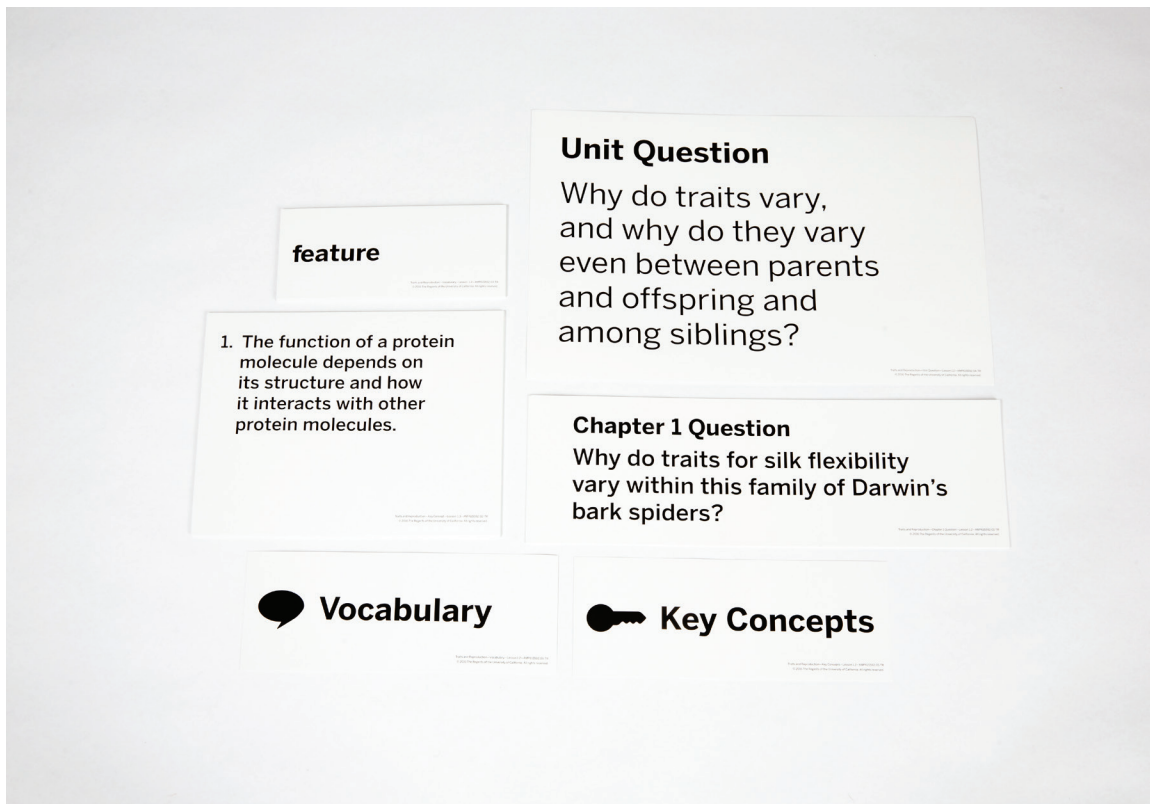 Unit Question
Why do traits vary,
and why do they vary
even between parents
and offspring and
among siblings?
feature
1. The function of a protein
molecule depends on
its structure and how
it interacts with other
protein molecules.
Chapter 1 Question
Why do traits for silk flexibility
vary within this family of Darwin's
bark spiders?
Vocabulary
Key Concepts